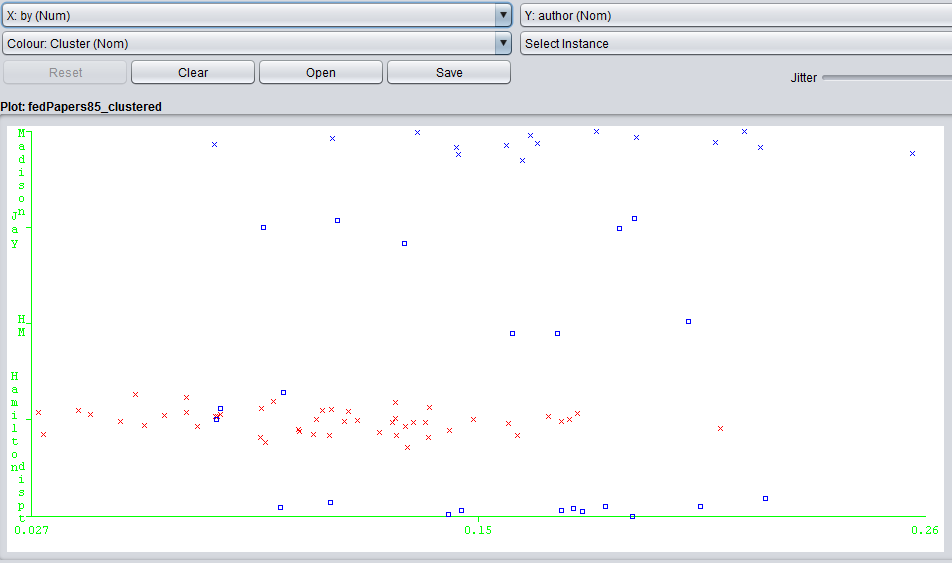 X: by (Num)
Y: author (Nom)
Colour: Cluster (Nom)
Select Instance
Reset
Clear
Open
Save
Jitter
Plot: fedPapers85_clustered
Madison
Jay
HM
Hamilton
dispt
0.027
0.15
0.26